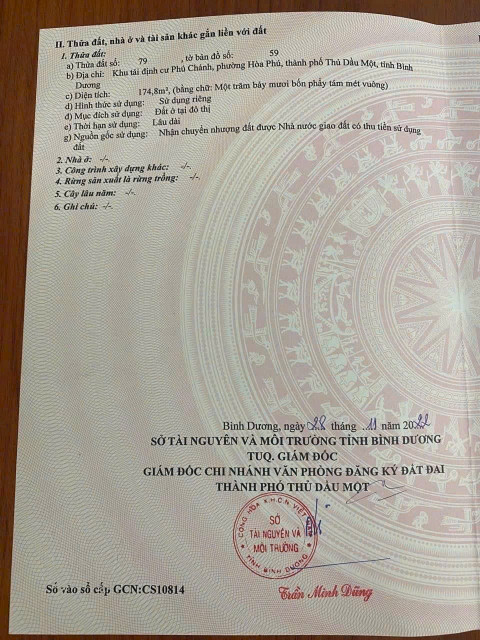 II. Thửa đất, nhà ở và tài sản khác gắn liền với đất
1. Thửa đất:
a) Thửa đất số: 79 , tờ bản đồ số: 59
b) Địa chỉ: Khu tái định cư Phú Chánh, phường Hòa Phú, thành phố Thủ Dầu Một, tỉnh Bình
Dương
c) Diện tích: 174,8m², (bằng chữ: Một trăm bảy mươi bốn phẩy tám mét vuông)
d) Hình thức sử dụng: Sử dụng riêng
đ) Mục đích sử dụng: Đất ở tại đô thị
e) Thời hạn sử dụng: Lâu dài
g) Nguồn gốc sử dụng: Nhận chuyển nhượng đất được Nhà nước giao đất có thu tiền sử dụng
đất
2. Nhà ở: -/-.
3. Công trình xây dựng khác: -/-.
4. Rừng sản xuất là rừng trồng: -/-.
5. Cây lâu năm: -/-.
6. Ghi chú: -/-.
Bình Dương, ngày 28 tháng .11 năm 2022
SỞ TÀI NGUYÊN VÀ MÔI TRƯỜNG TỈNH BÌNH DƯƠNG
TUQ. GIÁM ĐỐC
GIÁM ĐỐC CHI NHÁNH VĂN PHÒNG ĐĂNG KÝ ĐẤT ĐAI
THÀNH PHỐ THỦ DẦU MỘT
CỘNG HÒA X.H.C.N VIỆT NAM
SỞ
TÀI NGUYÊN VÀ
MÔI TRƯỜNG
TỈNH BÌNH DƯƠNG
Số vào sổ cấp GCN:CS10814
Trần Minh Dũng